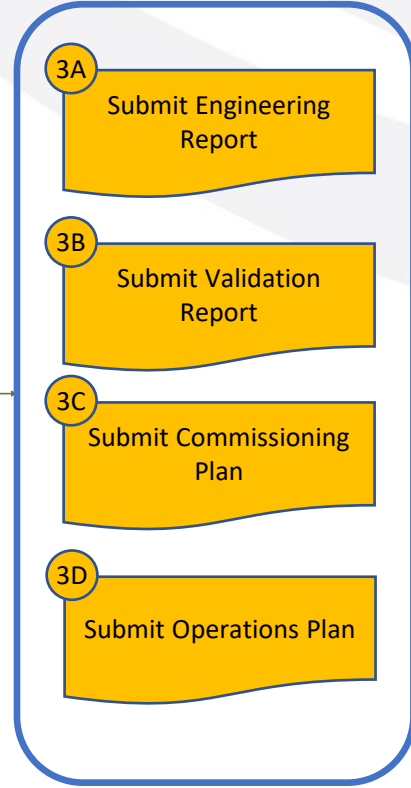 3A
Submit Engineering
Report
3B
Submit Validation
Report
3C
Submit Commissioning
Plan
3D
Submit Operations Plan